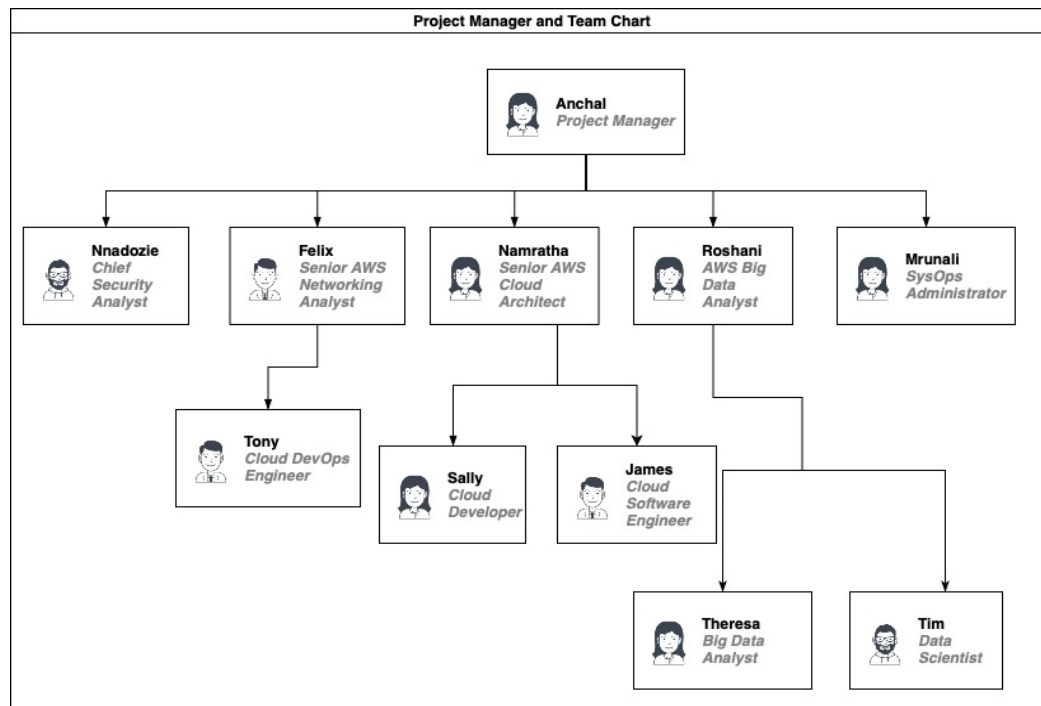 Project Manager and Team Chart
Anchal
Project Manager
Nnadozie
Chief
Security
Analyst
Felix
Senior AWS
Networking
Analyst
Namratha
Senior AWS
Cloud
Architect
Roshani
AWS Big
Data
Analyst
Mrunali
SysOps
Administrator
Tony
Cloud DevOps
Engineer
Sally
Cloud
Developer
James
Cloud
Software
Engineer
Theresa
Big Data
Analyst
Tim
Data
Scientist